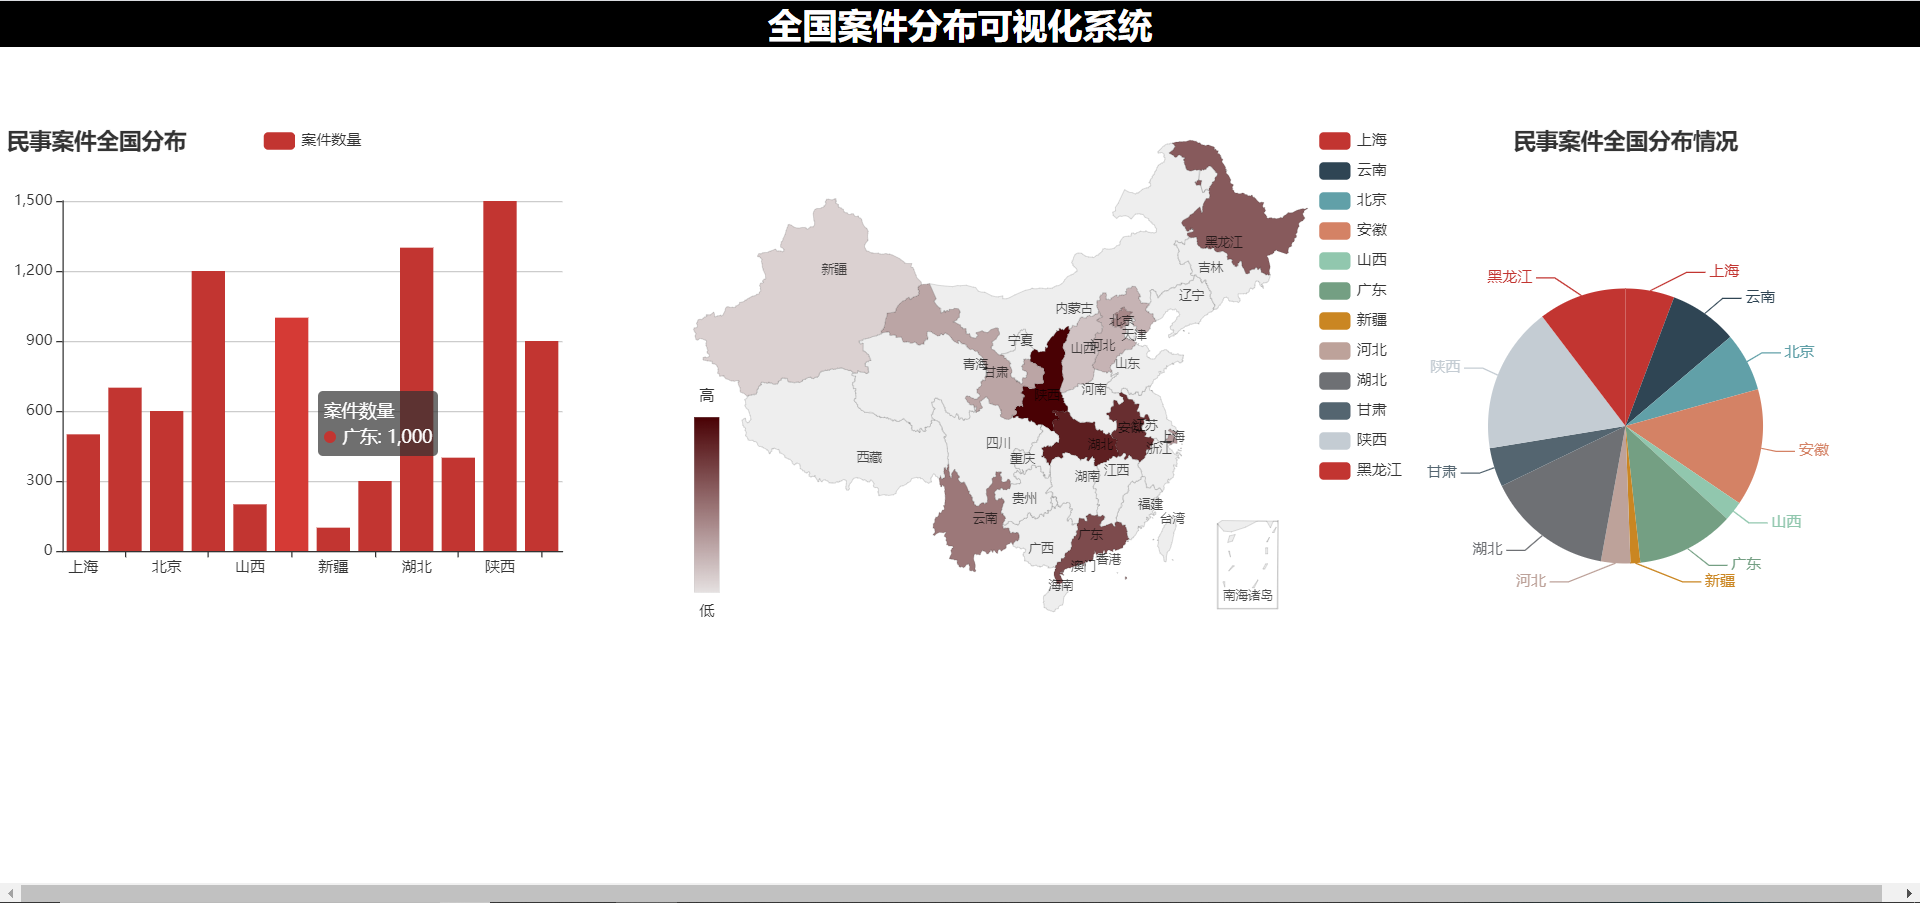 全国案件分布可视化系统
民事案件全国分布
案件数量
1,500
1,200
900
600
300
0
上海
北京
山西
新疆
湖北
陕西
案件数量
广东: 1,000
高
低
黑龙江
吉林
辽宁
新疆
内蒙古
北京
天津
宁夏
山西
河北
青海
甘肃
山东
陕西
河南
安徽
江苏
上海
四川
湖北
浙江
西藏
重庆
湖南
江西
贵州
福建
云南
台湾
广东
广西
香港
澳门
海南
南海诸岛
上海
云南
北京
安徽
山西
广东
新疆
河北
湖北
甘肃
陕西
黑龙江
民事案件全国分布情况
黑龙江
上海
云南
北京
陕西
安徽
甘肃
山西
湖北
广东
河北
新疆